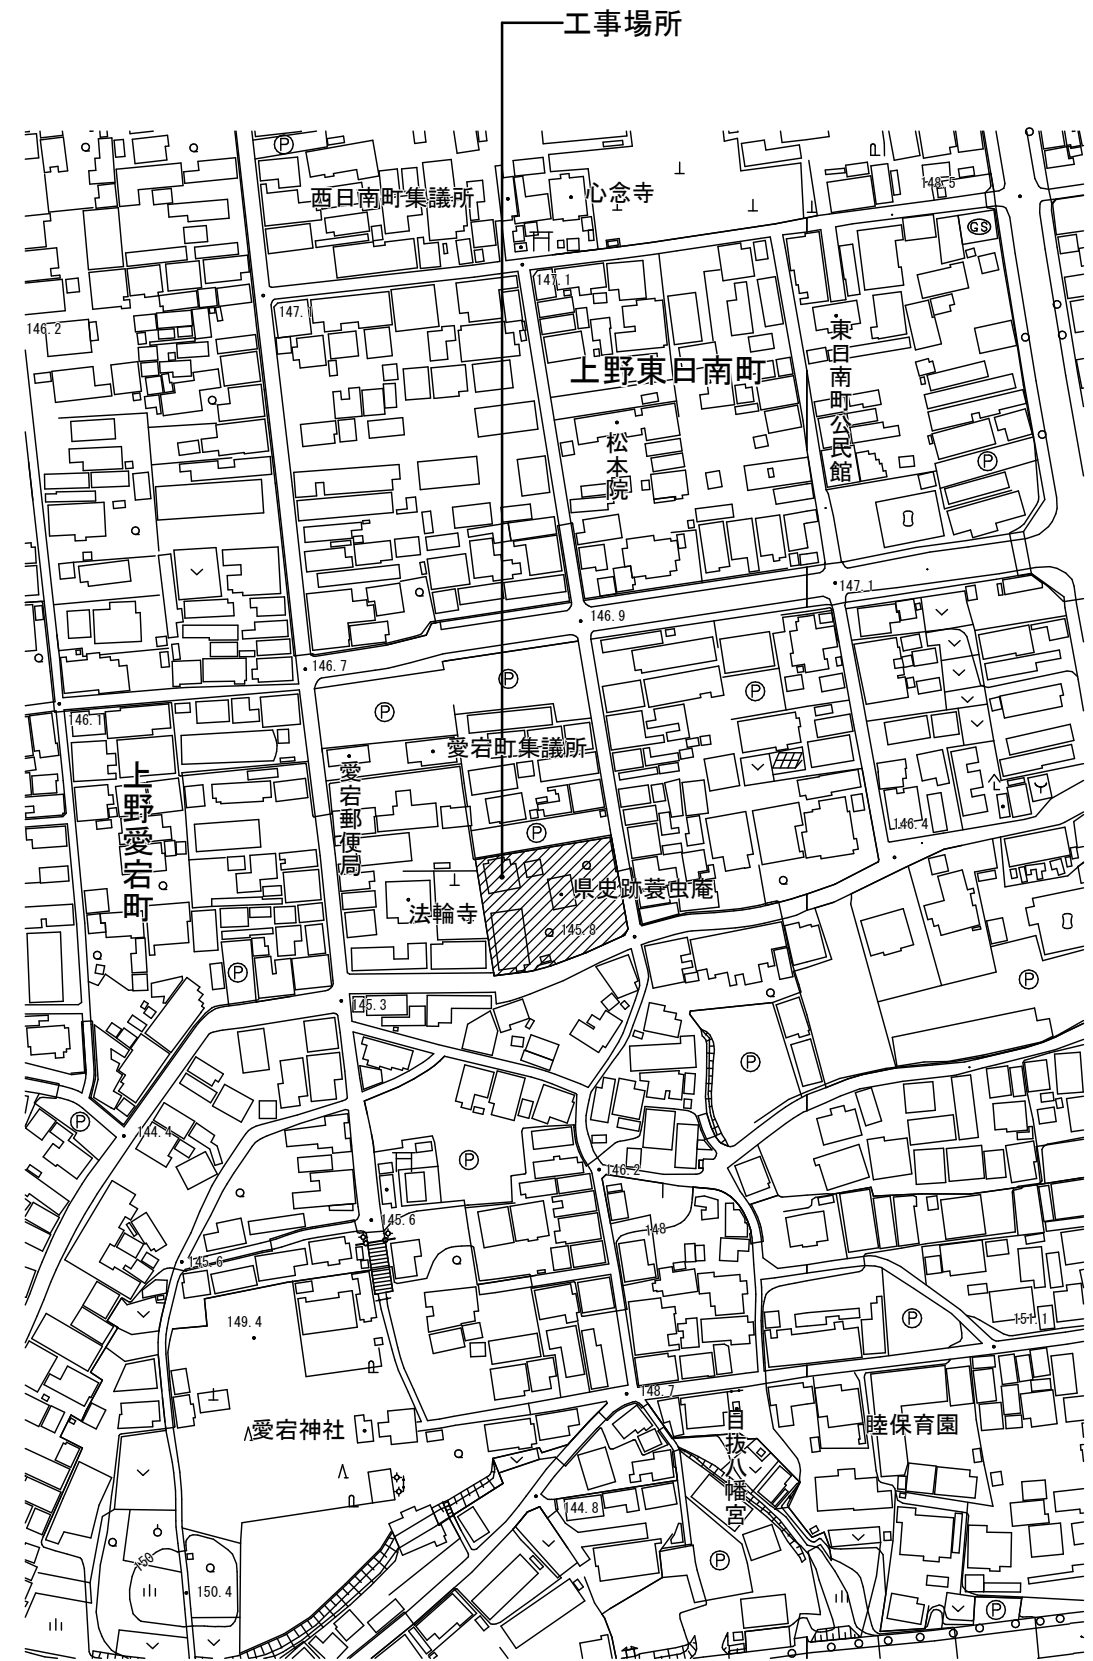 工事場所
西日南町集議所
心念寺
148.5
GS
147.1
147.1
146.2
東日南町公民館
上野東日南町
松本院
P
P
147.1
146.9
146.7
P
P
P
146.1
愛宕町集議所
愛宕郵便局
上野愛宕町
P
146.4
県史跡蓑虫庵
法輪寺
145.8
P
P
145.3
P
P
144.4
P
146.2
145.6
148
145.6
149.4
P
151.1
148.7
愛宕神社
目抜八幡宮
睦保育園
144.8
150
150.4
P
P